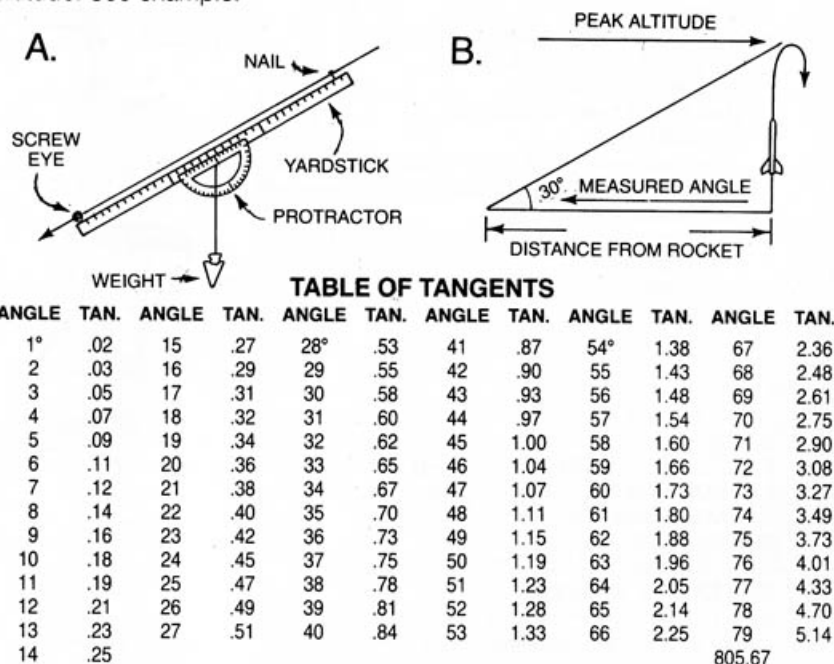 A.
NAIL
SCREW
EYE
YARDSTICK
PROTRACTOR
WEIGHT
B.
PEAK ALTITUDE
30°
MEASURED ANGLE
DISTANCE FROM ROCKET
TABLE OF TANGENTS
ANGLE TAN. ANGLE TAN. ANGLE TAN. ANGLE TAN. ANGLE TAN. ANGLE TAN.
1° .02 15 .27 28° .53 41 .87 54° 1.38 67 2.36
2 .03 16 .29 29 .55 42 .90 55 1.43 68 2.48
3 .05 17 .31 30 .58 43 .93 56 1.48 69 2.61
4 .07 18 .32 31 .60 44 .97 57 1.54 70 2.75
5 .09 19 .34 32 .62 45 1.00 58 1.60 71 2.90
6 .11 20 .36 33 .65 46 1.04 59 1.66 72 3.08
7 .12 21 .38 34 .67 47 1.07 60 1.73 73 3.27
8 .14 22 .40 35 .70 48 1.11 61 1.80 74 3.49
9 .16 23 .42 36 .73 49 1.15 62 1.88 75 3.73
10 .18 24 .45 37 .75 50 1.19 63 1.96 76 4.01
11 .19 25 .47 38 .78 51 1.23 64 2.05 77 4.33
12 .21 26 .49 39 .81 52 1.28 65 2.14 78 4.70
13 .23 27 .51 40 .84 53 1.33 66 2.25 79 5.14
14 .25 805.67